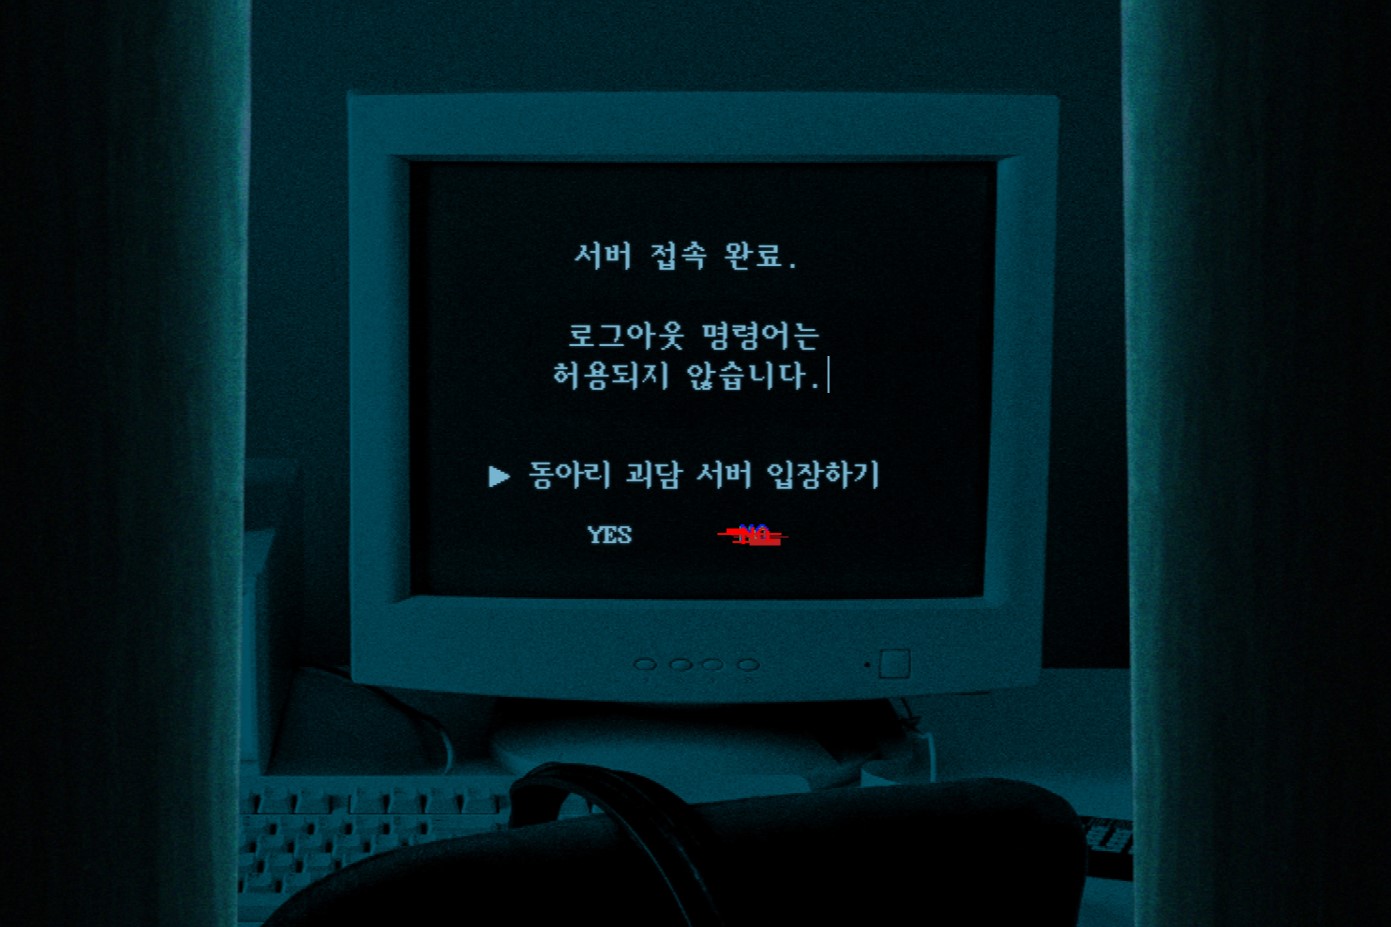 서버 접속 완료.
로그아웃 명령어는
허용되지 않습니다.
▶ 동아리 괴담 서버 입장하기
YES NO